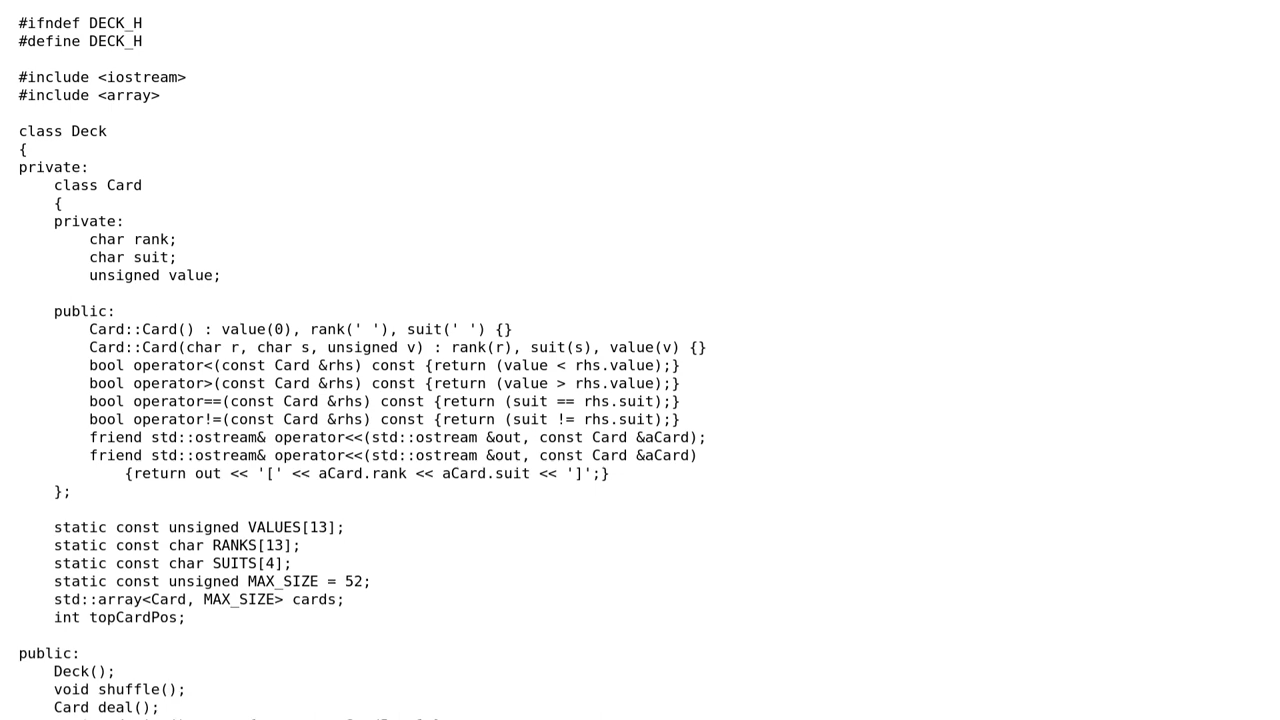 #ifndef DECK_H
#define DECK_H

#include <iostream>
#include <array>

class Deck
{
private:
    class Card
    {
    private:
        char rank;
        char suit;
        unsigned value;

    public:
        Card::Card() : value(0), rank(' '), suit(' ') {}
        Card::Card(char r, char s, unsigned v) : rank(r), suit(s), value(v) {}
        bool operator<(const Card &rhs) const {return (value < rhs.value);}
        bool operator>(const Card &rhs) const {return (value > rhs.value);}
        bool operator==(const Card &rhs) const {return (suit == rhs.suit);}
        bool operator!=(const Card &rhs) const {return (suit != rhs.suit);}
        friend std::ostream& operator<<(std::ostream &out, const Card &aCard);
        friend std::ostream& operator<<(std::ostream &out, const Card &aCard)
            {return out << '[' << aCard.rank << aCard.suit << ']';}
    };

    static const unsigned VALUES[13];
    static const char RANKS[13];
    static const char SUITS[4];
    static const unsigned MAX_SIZE = 52;
    std::array<Card, MAX_SIZE> cards;
    int topCardPos;

public:
    Deck();
    void shuffle();
    Card deal();